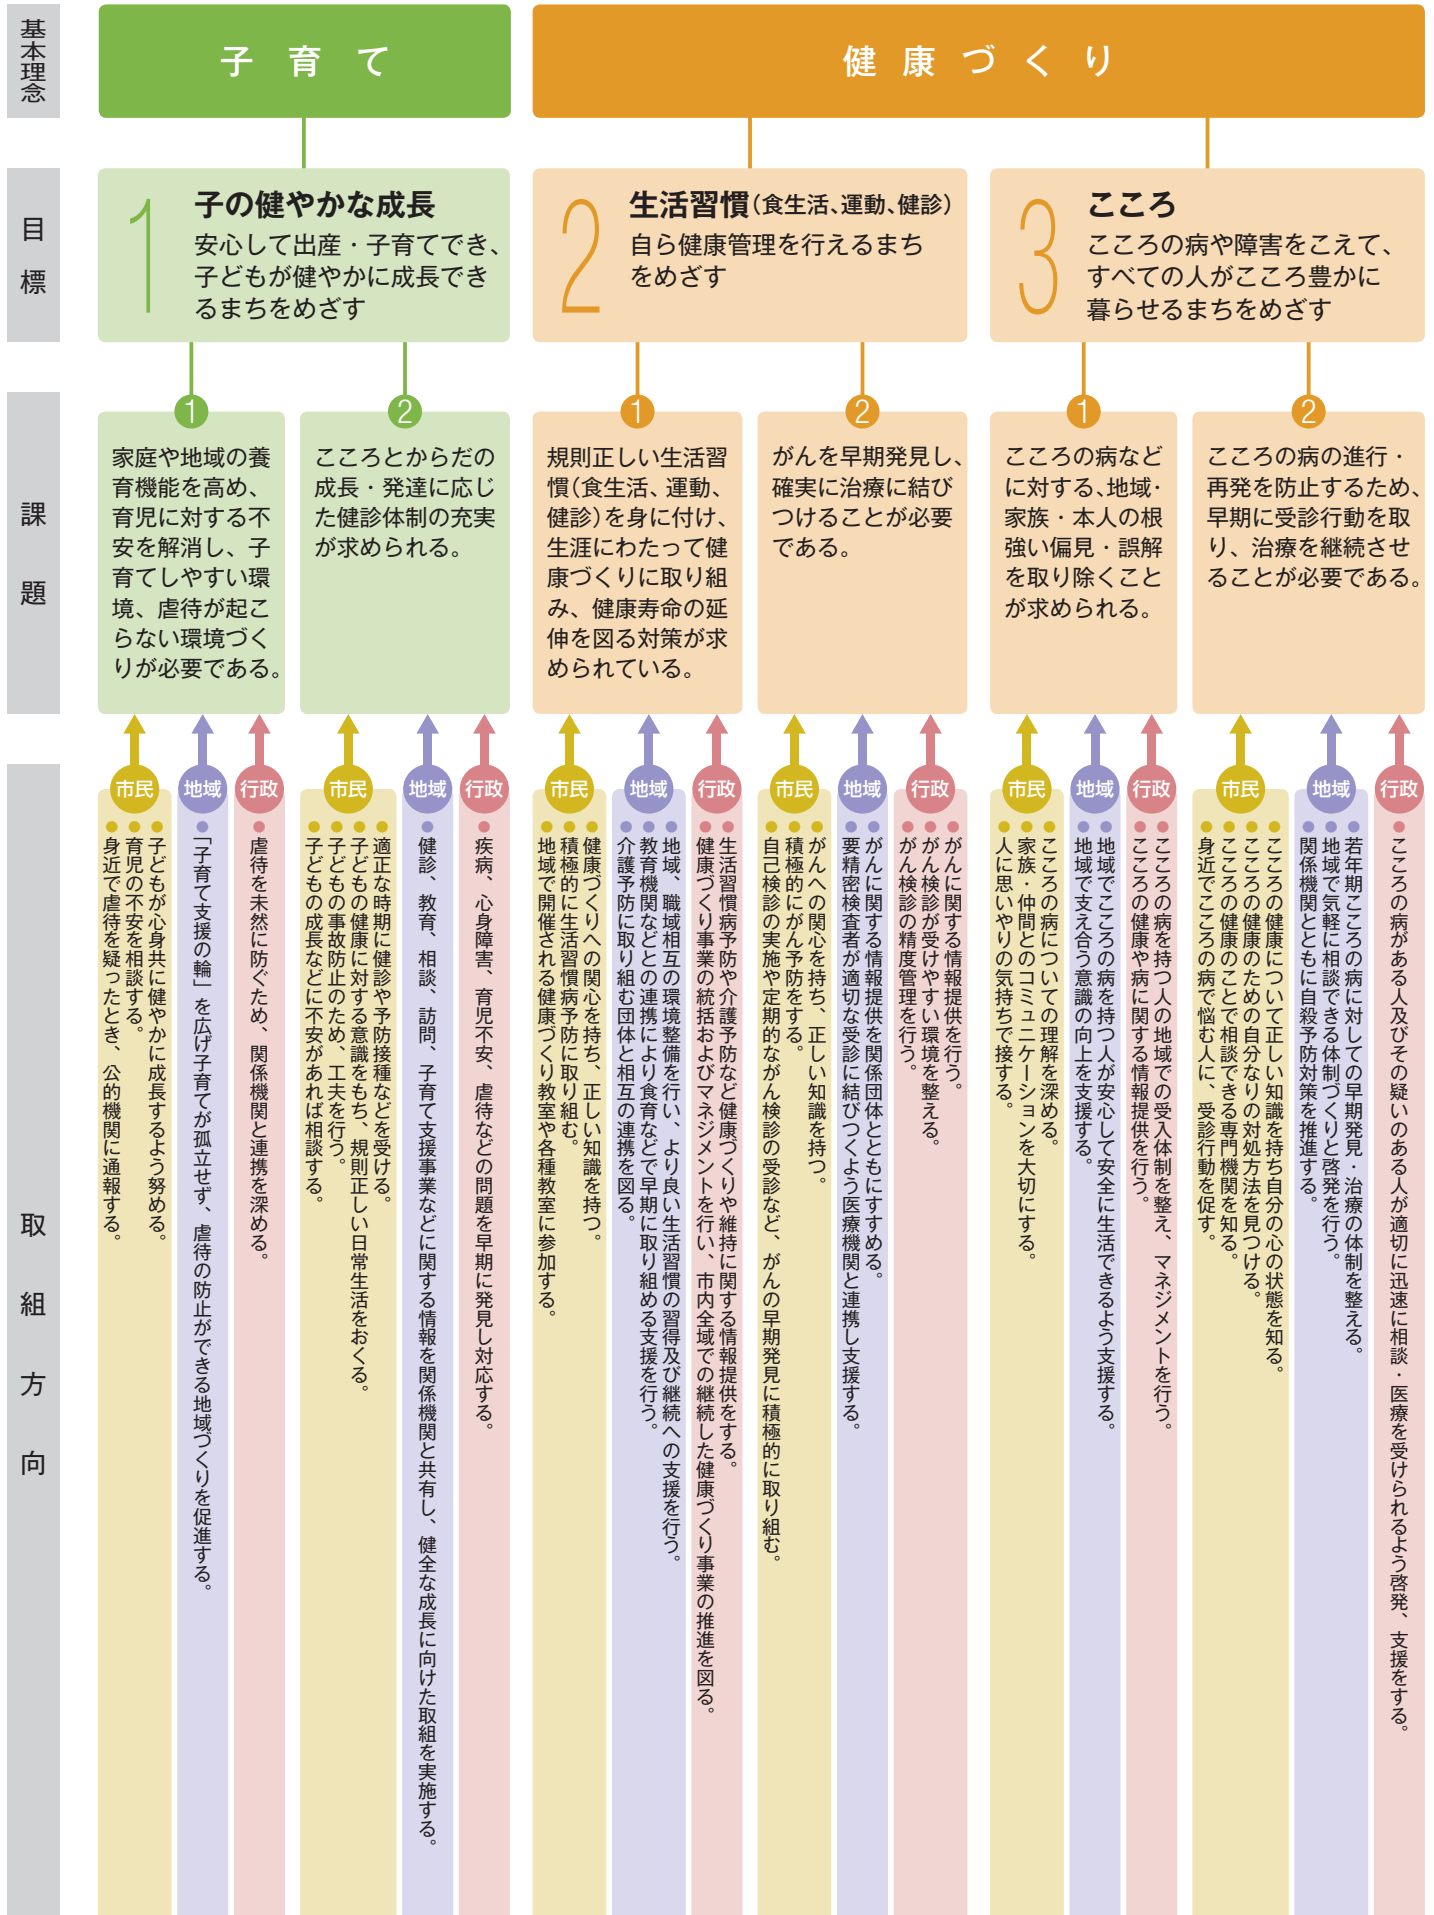 基本理念
子育て
健康づくり
目標
1
子の健やかな成長
安心して出産・子育てでき、
子どもが健やかに成長でき
るまちをめざす
2
生活習慣(食生活、運動、健診)
自ら健康管理を行えるまち
をめざす
3
こころ
こころの病や障害をこえて、
すべての人がこころ豊かに
暮らせるまちをめざす
課題
1
家庭や地域の養
育機能を高め、
育児に対する不
安を解消し、子
育てしやすい環
境、虐待が起こ
らない環境づく
りが必要である。
2
こころとからだの
成長・発達に応じ
た健診体制の充実
が求められる。
1
規則正しい生活習
慣(食生活、運動、
健診)を身に付け、
生涯にわたって健
康づくりに取り組
み、健康寿命の延
伸を図る対策が求
められている。
2
がんを早期発見し、
確実に治療に結び
つけることが必要
である。
1
こころの病など
に対する、地域・
家族・本人の根
強い偏見・誤解
を取り除くこと
が求められる。
2
こころの病の進行・
再発を防止するため、
早期に受診行動を取
り、治療を継続させ
ることが必要である。
取組方向
市民
●子どもが心身共に健やかに成長するよう努める。
●育児の不安を相談する。
●身近で虐待を疑ったとき、公的機関に通報する。
地域
●「子育て支援の輪」を広げ子育てが孤立せず、虐待の防止ができる地域づくりを促進する。
行政
●虐待を未然に防ぐため、関係機関と連携を深める。
市民
●適正な時期に健診や予防接種などを受ける。
●子どもの健康に対する意識をもち、規則正しい日常生活をおくる。
●子どもの事故防止のため、工夫を行う。
●子どもの成長などに不安があれば相談する。
地域
●健診、教育、相談、訪問、子育て支援事業などに関する情報を関係機関と共有し、健全な成長に向けた取組を実施する。
行政
●疾病、心身障害、育児不安、虐待などの問題を早期に発見し対応する。
市民
●健康づくりへの関心を持ち、正しい知識を持つ。
●積極的に生活習慣病予防に取り組む。
●地域で開催される健康づくり教室や各種教室に参加する。
地域
●地域、職域相互の環境整備を行い、より良い生活習慣の習得及び継続への支援を行う。
●教育機関などとの連携により食育などで早期に取り組める支援を行う。
●介護予防に取り組む団体と相互の連携を図る。
行政
●生活習慣病予防や介護予防など健康づくりや維持に関する情報提供をする。
●健康づくり事業の統括およびマネジメントを行い、市内全域での継続した健康づくり事業の推進を図る。
市民
●がんへの関心を持ち、正しい知識を持つ。
●積極的にがん予防をする。
●自己検診の実施や定期的ながん検診の受診など、がんの早期発見に積極的に取り組む。
地域
●がんに関する情報提供を関係団体とともにすすめる。
●要精密検査者が適切な受診に結びつくよう医療機関と連携し支援する。
行政
●がんに関する情報提供を行う。
●がん検診が受けやすい環境を整える。
●がん検診の精度管理を行う。
市民
●こころの病についての理解を深める。
●家族・仲間とのコミュニケーションを大切にする。
●人に思いやりの気持ちで接する。
地域
●地域でこころの病を持つ人が安心して安全に生活できるよう支援する。
●地域で支え合う意識の向上を支援する。
行政
●こころの病を持つ人の地域での受入体制を整え、マネジメントを行う。
●こころの健康や病に関する情報提供を行う。
市民
●こころの健康について正しい知識を持ち自分の心の状態を知る。
●こころの健康のための自分なりの対処方法を見つける。
●こころの健康のことで相談できる専門機関を知る。
●身近でこころの病で悩む人に、受診行動を促す。
地域
●若年期こころの病に対しての早期発見・治療の体制を整える。
●地域で気軽に相談できる体制づくりと啓発を行う。
●関係機関とともに自殺予防対策を推進する。
行政
●こころの病がある人及びその疑いのある人が適切に迅速に相談・医療を受けられるよう啓発、支援をする。